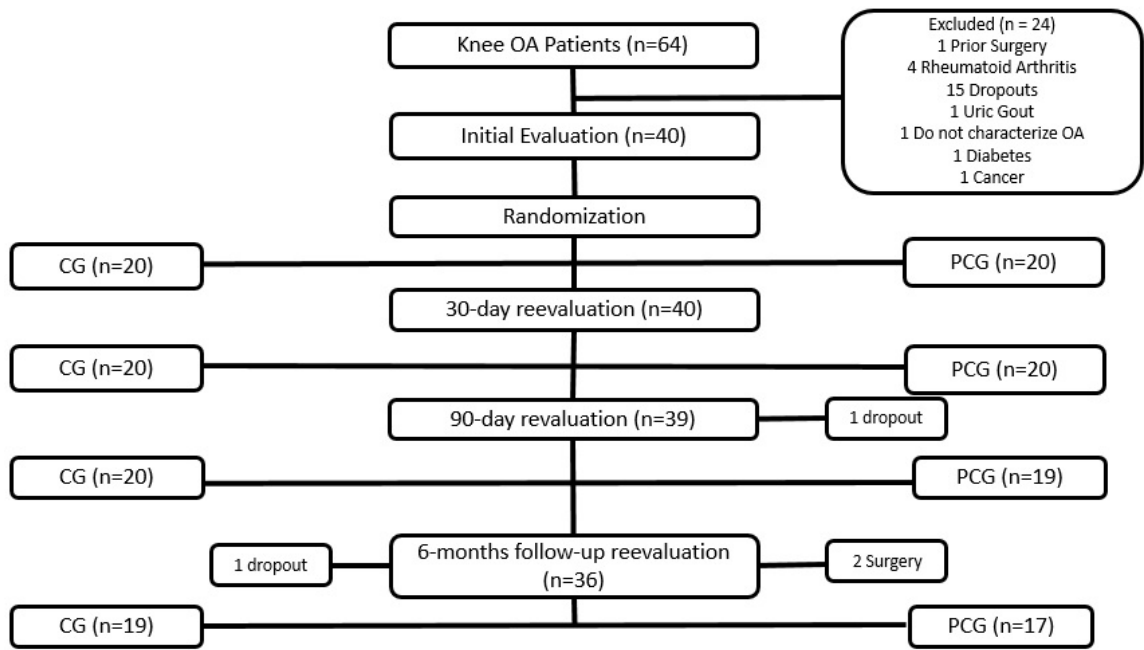 Knee OA Patients (n=64)
Excluded (n = 24)
1 Prior Surgery
4 Rheumatoid Arthritis
15 Dropouts
1 Uric Gout
1 Do not characterize OA
1 Diabetes
1 Cancer
Initial Evaluation (n=40)
Randomization
CG (n=20)
PCG (n=20)
30-day reevaluation (n=40)
CG (n=20)
PCG (n=20)
90-day revaluation (n=39)
1 dropout
CG (n=20)
PCG (n=19)
1 dropout
6-months follow-up reevaluation
(n=36)
2 Surgery
CG (n=19)
PCG (n=17)